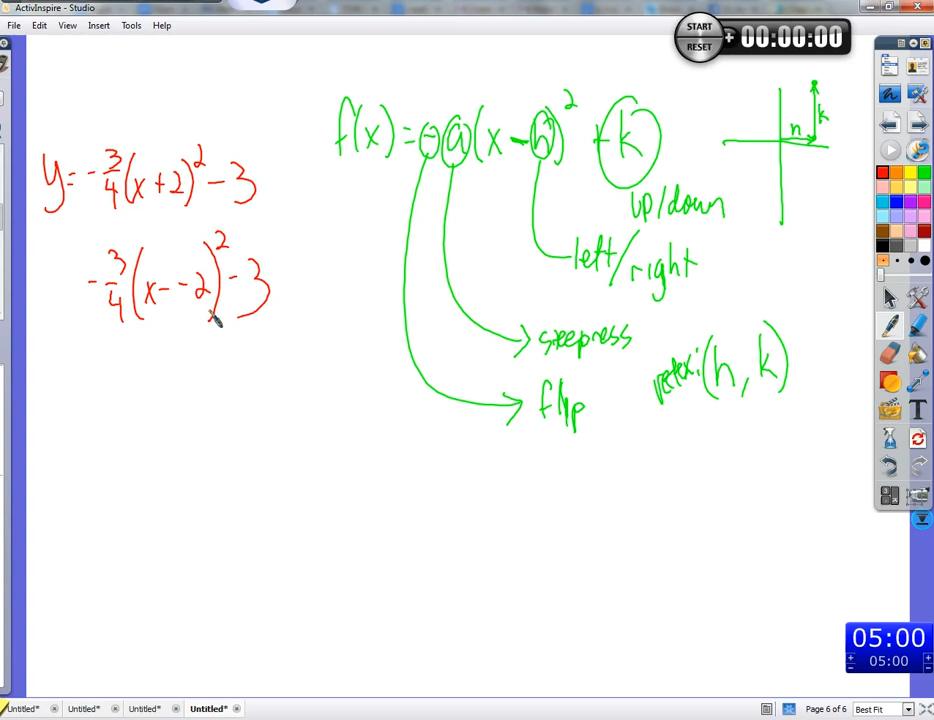 ActivInspire - Studio
File Edit View Insert Tools Help
START
RESET
00:00:00
y = -3/4(x+2)² - 3
-3/4(x - -2)² - 3
f(x) = -a(x - h)² + k
h
k
up/down
left/right
steepness
flip
vertex: (h, k)
05:00
05:00
Untitled* Untitled* Untitled* Untitled*
Page 6 of 6 Best Fit